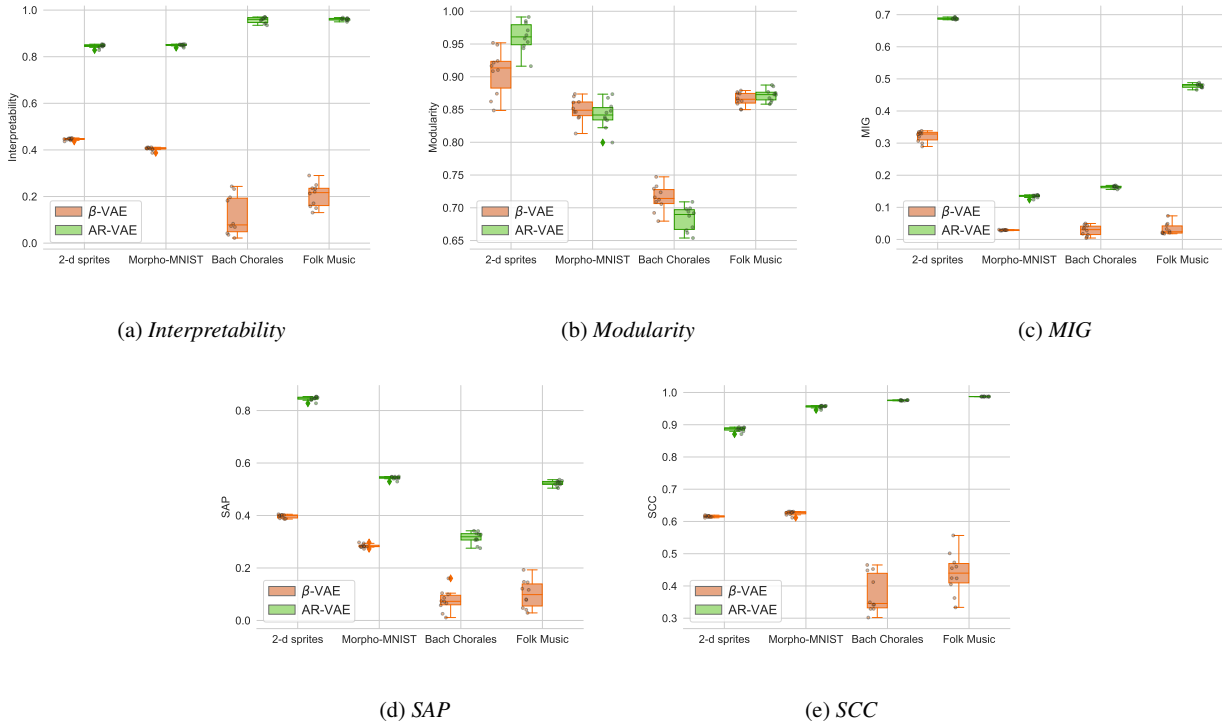 1.0
0.8
0.6
0.4
0.2
0.0
Interpretability
β-VAE
AR-VAE
2-d sprites Morpho-MNIST Bach Chorales Folk Music
(a) Interpretability
1.00
0.95
0.90
0.85
0.80
0.75
0.70
0.65
Modularity
β-VAE
AR-VAE
2-d sprites Morpho-MNIST Bach Chorales Folk Music
(b) Modularity
0.7
0.6
0.5
0.4
0.3
0.2
0.1
0.0
MIG
β-VAE
AR-VAE
2-d sprites Morpho-MNIST Bach Chorales Folk Music
(c) MIG
0.8
0.6
0.4
0.2
0.0
SAP
β-VAE
AR-VAE
2-d sprites Morpho-MNIST Bach Chorales Folk Music
(d) SAP
1.0
0.9
0.8
0.7
0.6
0.5
0.4
0.3
SCC
β-VAE
AR-VAE
2-d sprites Morpho-MNIST Bach Chorales Folk Music
(e) SCC